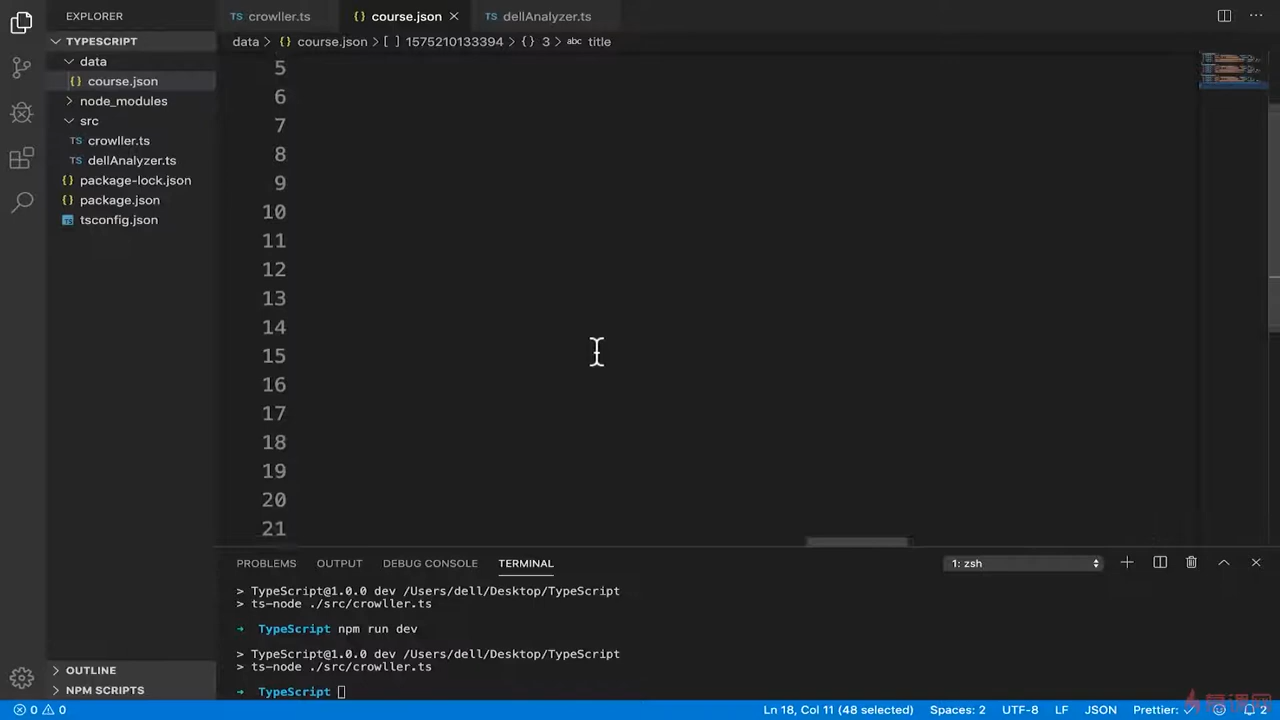 EXPLORER
TYPESCRIPT
data
course.json
node_modules
src
TS crowller.ts
TS dellAnalyzer.ts
{} package-lock.json
{} package.json
tsconfig.json
OUTLINE
NPM SCRIPTS
TS crowller.ts
{} course.json
TS dellAnalyzer.ts
data > {} course.json > [ ] 1575210133394 > {} 3 > abc title
5
6
7
8
9
10
11
12
13
14
15
16
17
18
19
20
21
PROBLEMS OUTPUT DEBUG CONSOLE TERMINAL
1: zsh
> TypeScript@1.0.0 dev /Users/dell/Desktop/TypeScript
> ts-node ./src/crowller.ts
→ TypeScript npm run dev
> TypeScript@1.0.0 dev /Users/dell/Desktop/TypeScript
> ts-node ./src/crowller.ts
→ TypeScript
0 0
Ln 18, Col 11 (48 selected) Spaces: 2 UTF-8 LF JSON Prettier: ✓ 2